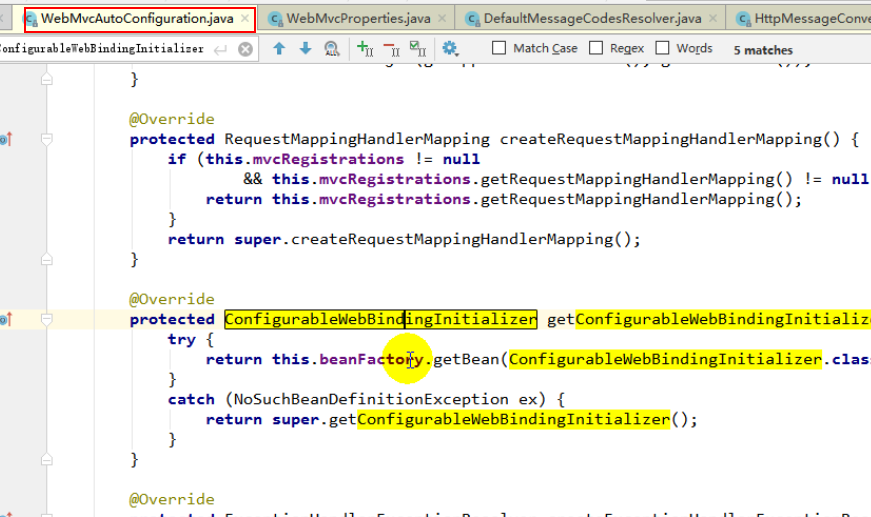 WebMvcAutoConfiguration.java × WebMvcProperties.java × DefaultMessageCodesResolver.java × HttpMessageConve
ConfigurableWebBindingInitializer Match Case Regex Words 5 matches
}
@Override
protected RequestMappingHandlerMapping createRequestMappingHandlerMapping() {
if (this.mvcRegistrations != null
&& this.mvcRegistrations.getRequestMappingHandlerMapping() != null
return this.mvcRegistrations.getRequestMappingHandlerMapping();
}
return super.createRequestMappingHandlerMapping();
}
@Override
protected ConfigurableWebBindingInitializer getConfigurableWebBindingInitialize
try {
return this.beanFactory.getBean(ConfigurableWebBindingInitializer.clas
}
catch (NoSuchBeanDefinitionException ex) {
return super.getConfigurableWebBindingInitializer();
}
}
@Override